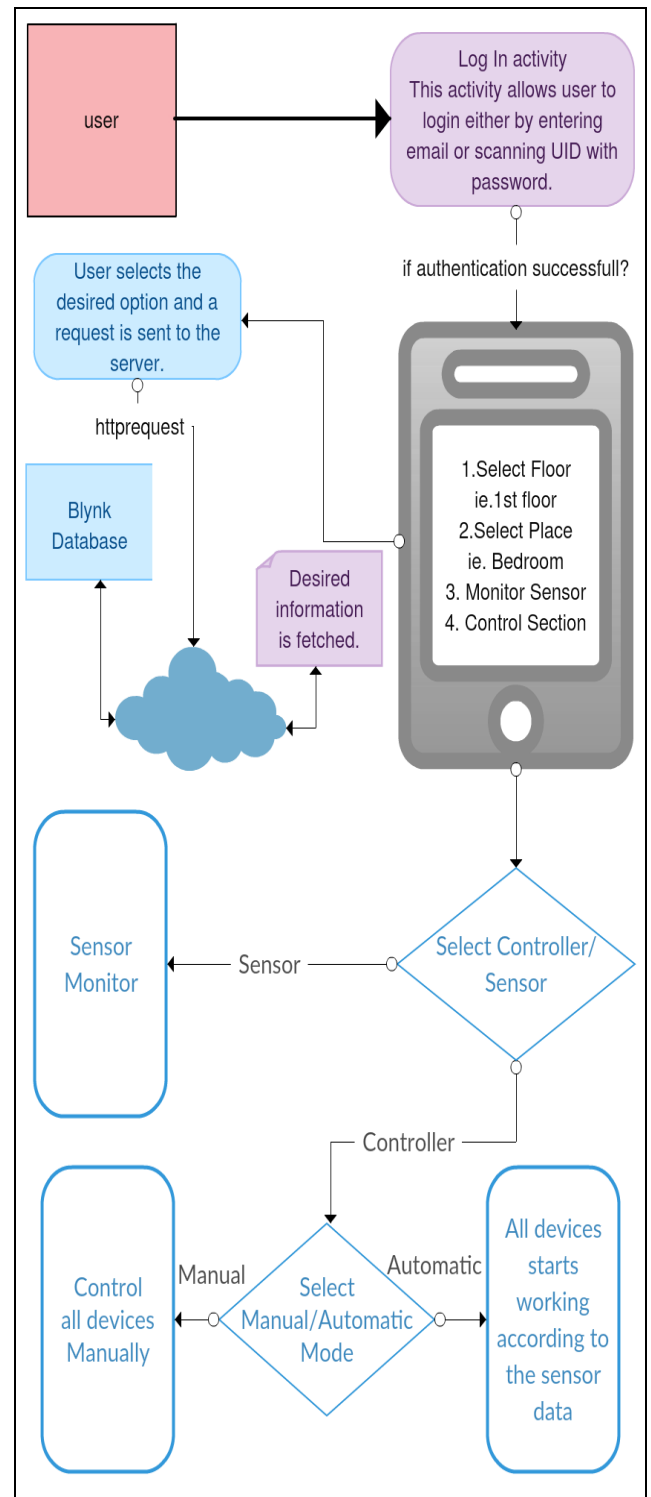 user
Log In activity
This activity allows user to
login either by entering
email or scanning UID with
password.
if authentication successfull?
User selects the
desired option and a
request is sent to the
server.
httprequest
1.Select Floor
ie.1st floor
2.Select Place
ie. Bedroom
3. Monitor Sensor
4. Control Section
Blynk
Database
Desired
information
is fetched.
Select Controller/
Sensor
Sensor
Sensor
Monitor
Controller
Select
Manual/Automatic
Mode
Manual
Control
all devices
Manually
Automatic
All devices
starts
working
according to
the sensor
data